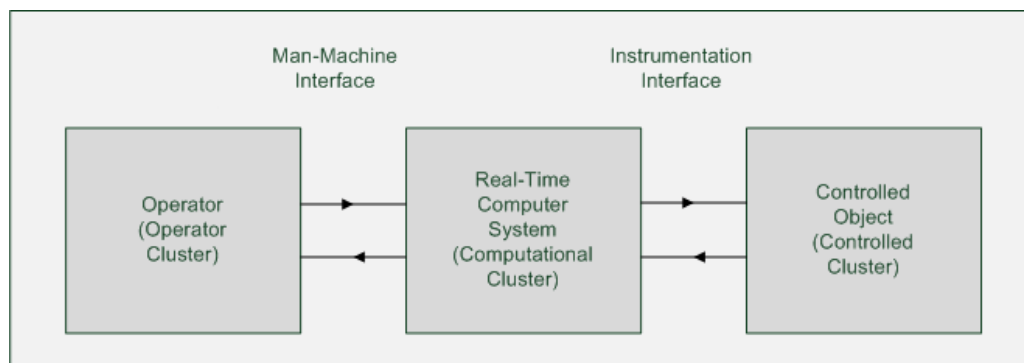 Man-Machine
Interface
Instrumentation
Interface
Operator
(Operator
Cluster)
Real-Time
Computer
System
(Computational
Cluster)
Controlled
Object
(Controlled
Cluster)